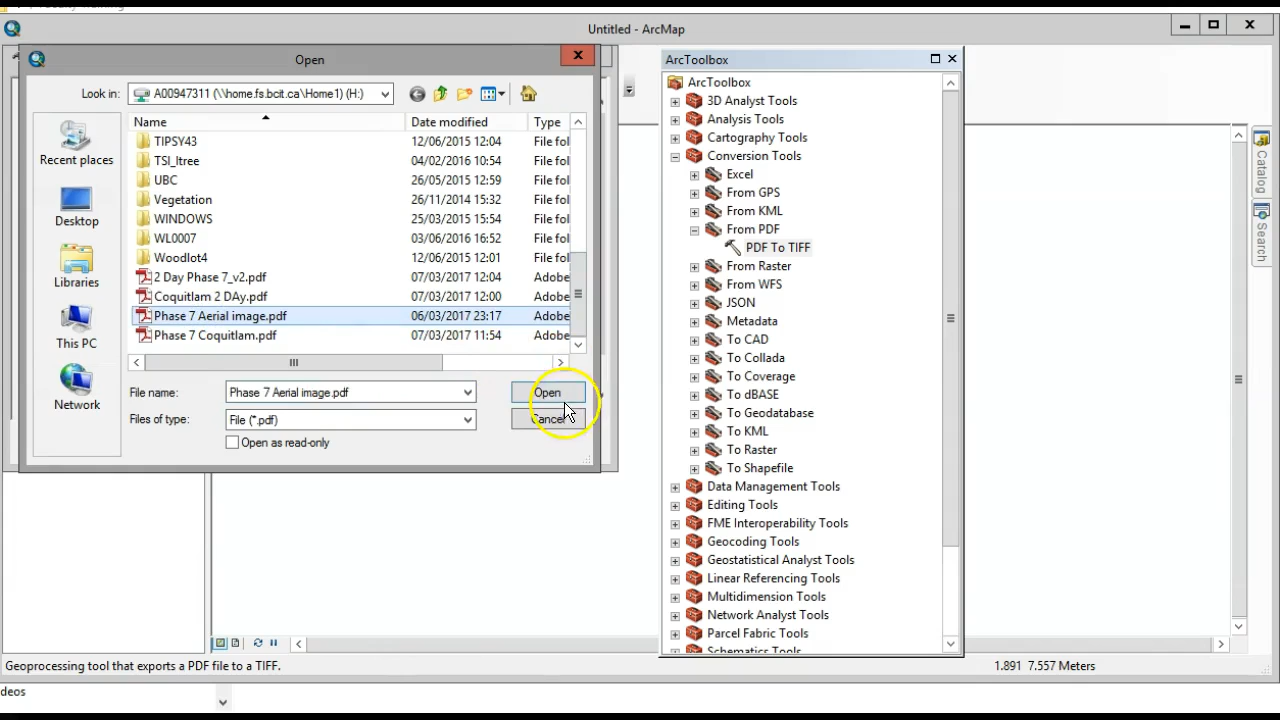 Faculty Training
Untitled - ArcMap
Open
Look in:
A00947311 (\\home.fs.bcit.ca\Home1) (H:)
Name
Date modified
Type
TIPSY43
12/06/2015 12:04
File fol
TSI_Itree
04/02/2016 10:54
File fol
UBC
26/05/2015 12:59
File fol
Vegetation
26/11/2014 15:32
File fol
WINDOWS
25/03/2015 15:54
File fol
WL0007
03/06/2016 16:52
File fol
Woodlot4
12/06/2015 12:01
File fol
2 Day Phase 7_v2.pdf
07/03/2017 12:04
Adobe
Coquitlam 2 DAy.pdf
07/03/2017 12:00
Adobe
Phase 7 Aerial image.pdf
06/03/2017 23:17
Adobe
Phase 7 Coquitlam.pdf
07/03/2017 11:54
Adobe
Recent places
Desktop
Libraries
This PC
Network
File name:
Phase 7 Aerial image.pdf
Open
Files of type:
File (*.pdf)
Cancel
Open as read-only
ArcToolbox
ArcToolbox
3D Analyst Tools
Analysis Tools
Cartography Tools
Conversion Tools
Excel
From GPS
From KML
From PDF
PDF To TIFF
From Raster
From WFS
JSON
Metadata
To CAD
To Collada
To Coverage
To dBASE
To Geodatabase
To KML
To Raster
To Shapefile
Data Management Tools
Editing Tools
FME Interoperability Tools
Geocoding Tools
Geostatistical Analyst Tools
Linear Referencing Tools
Multidimension Tools
Network Analyst Tools
Parcel Fabric Tools
Schematics Tools
Catalog
Search
Geoprocessing tool that exports a PDF file to a TIFF.
1.891 7.557 Meters
deos